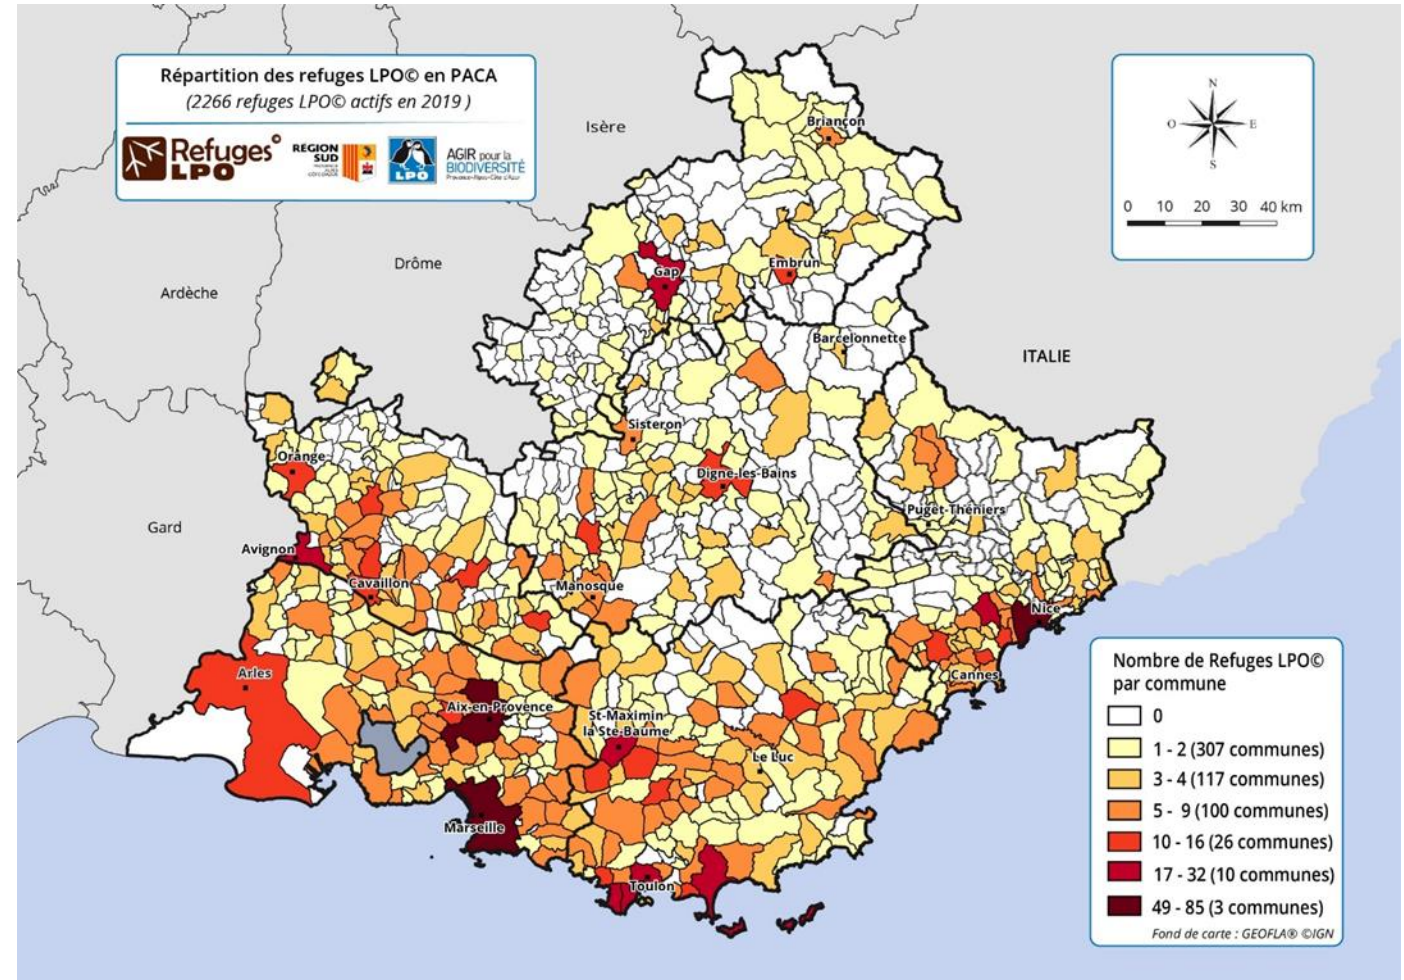 Répartition des refuges LPO© en PACA
(2266 refuges LPO© actifs en 2019 )
Refuges©
LPO
RÉGION
SUD
LPO
AGIR pour la
BIODIVERSITÉ
Provence-Alpes-Côte d'Azur
N
O
E
S
0 10 20 30 40 km
Isère
Drôme
Ardèche
Gard
ITALIE
Briançon
Gap
Embrun
Barcelonnette
Sisteron
Orange
Digne-les-Bains
Puget-Théniers
Avignon
Cavaillon
Manosque
Nice
Cannes
Arles
Aix-en-Provence
St-Maximin
la Ste-Baume
Le Luc
Marseille
Toulon
Nombre de Refuges LPO©
par commune
0
1 - 2 (307 communes)
3 - 4 (117 communes)
5 - 9 (100 communes)
10 - 16 (26 communes)
17 - 32 (10 communes)
49 - 85 (3 communes)
Fond de carte : GEOFLA® ©IGN